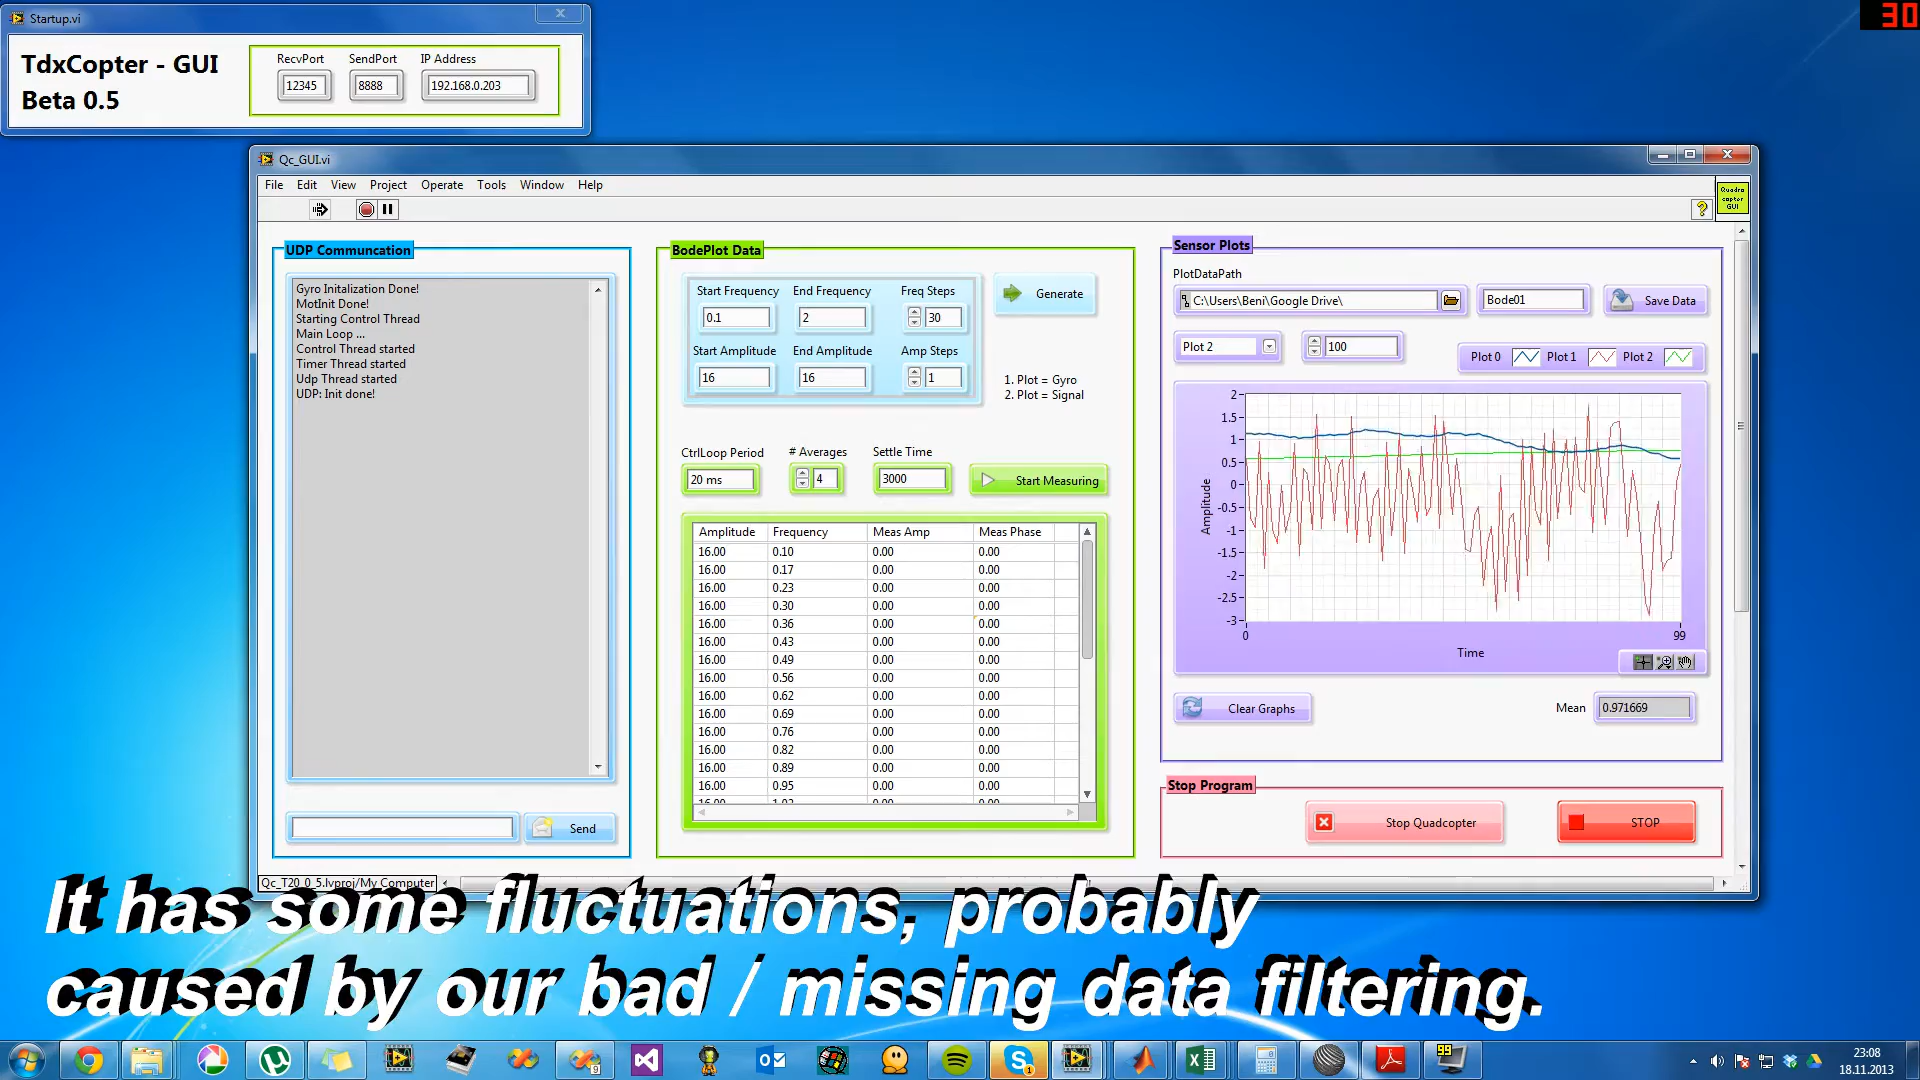 Startup.vi
30
TdxCopter - GUI
Beta 0.5
RecvPort SendPort IP Address
12345 8888 192.168.0.203
Qc_GUI.vi
File Edit View Project Operate Tools Window Help
Quadro
copter
GUI
UDP Communcation
Gyro Initalization Done!
MotInit Done!
Starting Control Thread
Main Loop ...
Control Thread started
Timer Thread started
Udp Thread started
UDP: Init done!
Send
BodePlot Data
Start Frequency End Frequency Freq Steps
0.1 2 30
Generate
Start Amplitude End Amplitude Amp Steps
16 16 1
1. Plot = Gyro
2. Plot = Signal
CtrlLoop Period # Averages Settle Time
20 ms 4 3000 Start Measuring
Amplitude Frequency Meas Amp Meas Phase
16.00 0.10 0.00 0.00
16.00 0.17 0.00 0.00
16.00 0.23 0.00 0.00
16.00 0.30 0.00 0.00
16.00 0.36 0.00 0.00
16.00 0.43 0.00 0.00
16.00 0.49 0.00 0.00
16.00 0.56 0.00 0.00
16.00 0.62 0.00 0.00
16.00 0.69 0.00 0.00
16.00 0.76 0.00 0.00
16.00 0.82 0.00 0.00
16.00 0.89 0.00 0.00
16.00 0.95 0.00 0.00
Sensor Plots
PlotDataPath
C:\Users\Beni\Google Drive\ Bode01 Save Data
Plot 2 100 Plot 0 Plot 1 Plot 2
2
1.5
1
0.5
0
-0.5
-1
-1.5
-2
-2.5
-3
Amplitude
0 99
Time
Clear Graphs Mean 0.971669
Stop Program
Stop Quadcopter STOP
Qc_T20_0_5.lvproj/My Computer
It has some fluctuations, probably
caused by our bad / missing data filtering.
9
1
99
23:08
18.11.2013